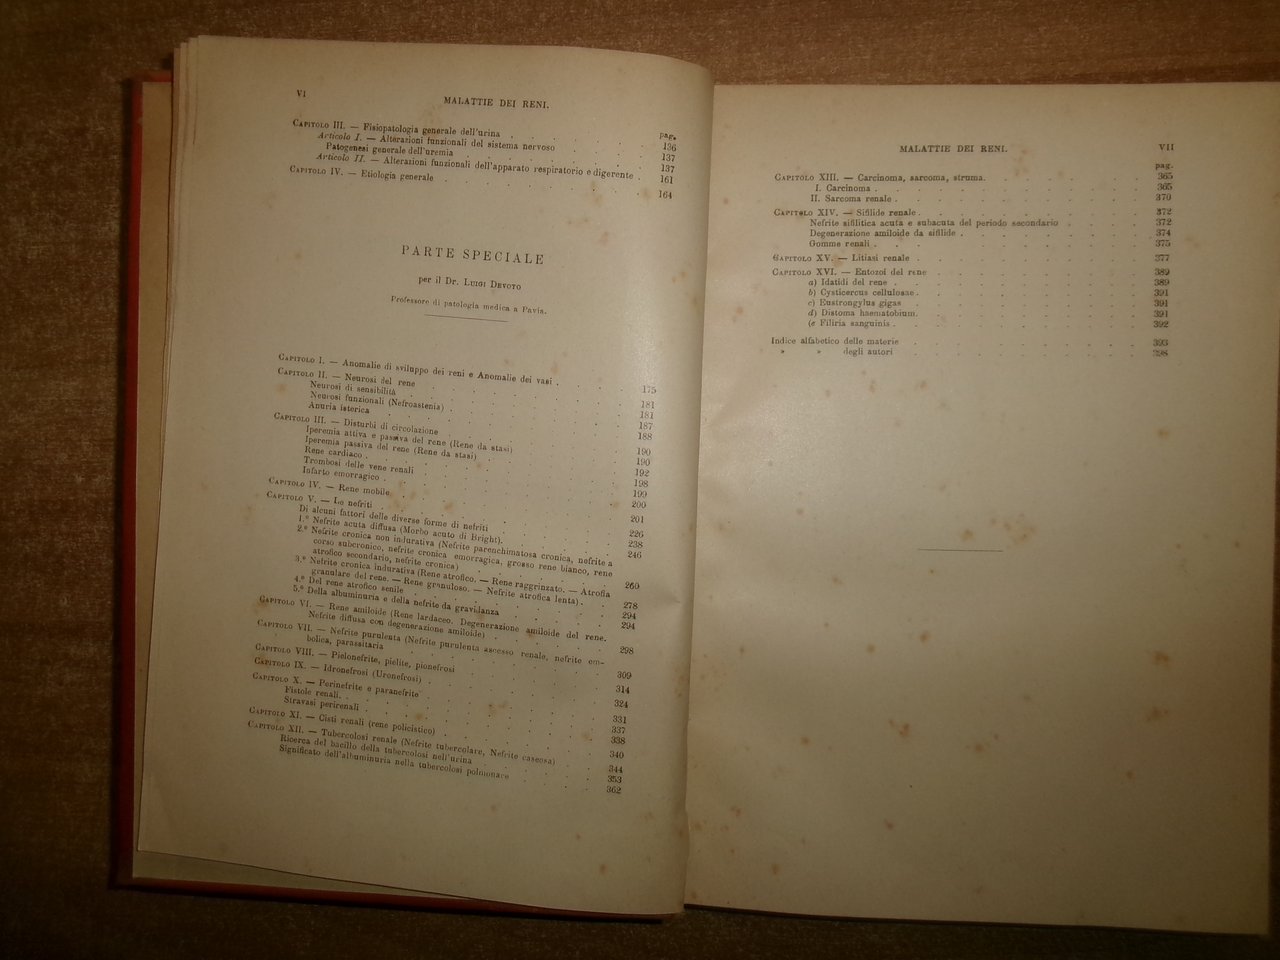 VI
MALATTIE DEI RENI.
pag.
CAPITOLO III. — Fisiopatologia generale dell'urina . . . . . . 136
Articolo I. — Alterazioni funzionali del sistema nervoso . . . . 137
Patogenesi generale dell'uremia . . . . . . 137
Articolo II. — Alterazioni funzionali dell'apparato respiratorio e digerente . 161
CAPITOLO IV. — Etiologia generale . . . . . . . 164
PARTE SPECIALE
per il Dr. LUIGI DEVOTO
Professore di patologia medica a Pavia.
CAPITOLO I. — Anomalie di sviluppo dei reni e Anomalie dei vasi . . . . 175
CAPITOLO II. — Neurosi del rene . . . . . . . 181
Neurosi di sensibilità . . . . . . . 181
Neurosi funzionali (Nefroastenia) . . . . . . 187
Anuria isterica . . . . . . . 188
CAPITOLO III. — Disturbi di circolazione . . . . . . 190
Iperemia attiva e passiva del rene (Rene da stasi) . . . . 190
Iperemia passiva del rene (Rene da stasi) . . . . . 192
Rene cardiaco . . . . . . . 198
Trombosi delle vene renali . . . . . . 199
Infarto emorragico . . . . . . . 200
CAPITOLO IV. — Rene mobile . . . . . . . 201
CAPITOLO V. — Le nefriti . . . . . . . 226
Di alcuni fattori delle diverse forme di nefriti . . . . . 238
1.º Nefrite acuta diffusa (Morbo acuto di Bright). . . . . 246
2.º Nefrite cronica non indurativa (Nefrite parenchimatosa cronica, nefrite a
corso subcronico, nefrite cronica emorragica, grosso rene bianco, rene
atrofico secondario, nefrite cronica) . . . . . 260
3.º Nefrite cronica indurativa (Rene atrofico. — Rene raggrinzato. — Atrofia
granulare del rene. — Rene granuloso. — Nefrite atrofica lenta) . . 278
4.º Del rene atrofico senile . . . . . . 294
5.º Della albuminuria e della nefrite da gravidanza . . . . 294
CAPITOLO VI. — Rene amiloide (Rene lardaceo. Degenerazione amiloide del rene.
Nefrite diffusa con degenerazione amiloide) . . . . . 298
CAPITOLO VII. — Nefrite purulenta (Nefrite purulenta ascesso renale, nefrite em-
bolica, parassitaria . . . . . . . 309
CAPITOLO VIII. — Pielonefrite, pielite, pionefrosi . . . . . 314
CAPITOLO IX. — Idronefrosi (Uronefrosi) . . . . . . 324
CAPITOLO X. — Perinefrite e paranefrite . . . . . . 331
Fistole renali. . . . . . . . 337
Stravasi perirenali . . . . . . . 338
CAPITOLO XI. — Cisti renali (rene policistico) . . . . . 340
CAPITOLO XII. — Tubercolosi renale (Nefrite tubercolare, Nefrite caseosa) . . 344
Ricerca del bacillo della tubercolosi nell'urina . . . . . 353
Significato dell'albuminuria nella tubercolosi polmonare . . . . 362
MALATTIE DEI RENI.
VII
pag.
CAPITOLO XIII. — Carcinoma, sarcoma, struma. . . . . . 365
I. Carcinoma . . . . . . . . 365
II. Sarcoma renale . . . . . . . 370
CAPITOLO XIV. — Sifilide renale . . . . . . . 372
Nefrite sifilitica acuta e subacuta del periodo secondario . . . 372
Degenerazione amiloide da sifilide . . . . . . 374
Gomme renali . . . . . . . . 375
CAPITOLO XV. — Litiasi renale . . . . . . . 377
CAPITOLO XVI. — Entozoi del rene . . . . . . 389
a) Idatidi del rene . . . . . . . 389
b) Cysticercus cellulosae . . . . . . . 391
c) Eustrongylus gigas . . . . . . . 391
d) Distoma haematobium. . . . . . . 391
(e Filiria sanguinis . . . . . . . 392
Indice alfabetico delle materie . . . . . . . 393
» » degli autori . . . . . . . 398